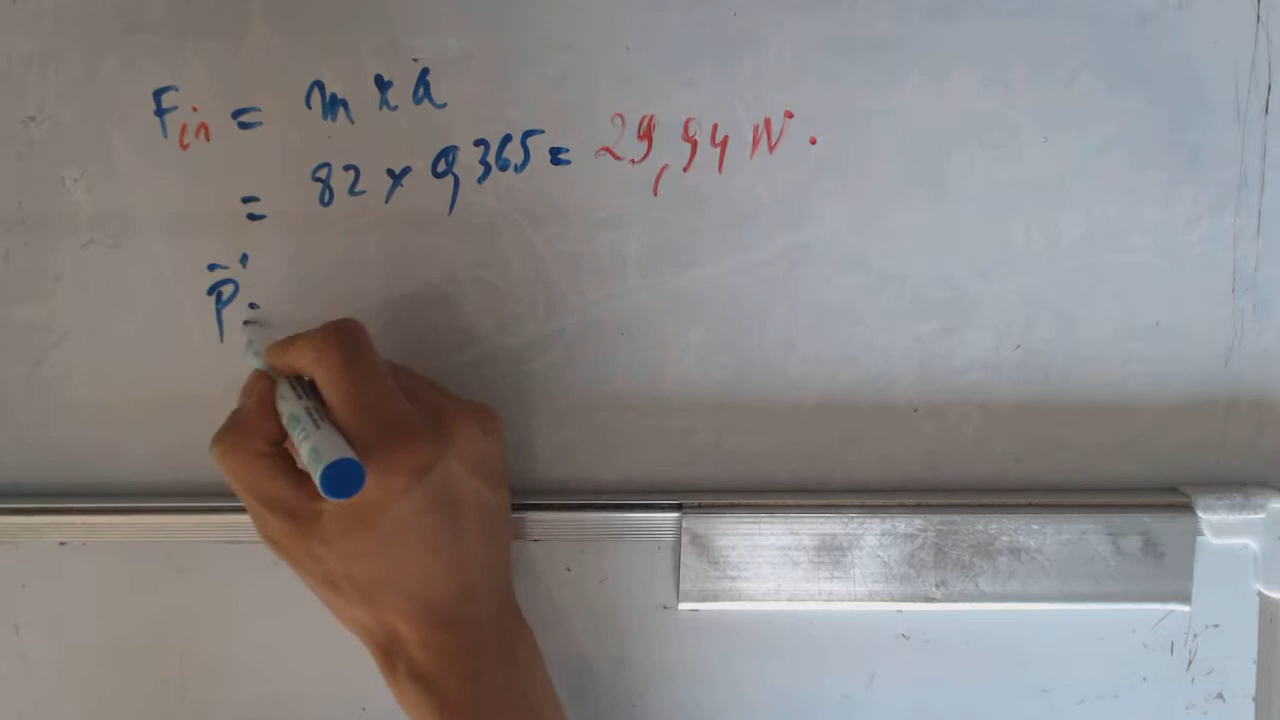 Fin = m x a
= 82 x 0,365 = 29,94 N.
P =